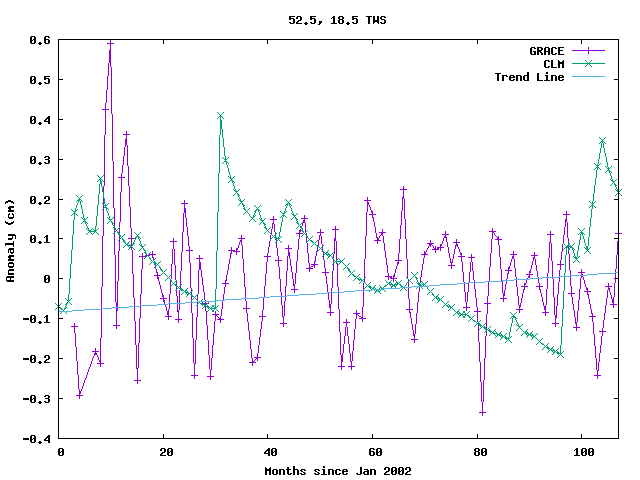 52.5, 18.5 TWS
GRACE
CLM
Trend Line
0.6
0.5
0.4
0.3
0.2
0.1
0
-0.1
-0.2
-0.3
-0.4
Anomaly (cm)
0 20 40 60 80 100
Months since Jan 2002